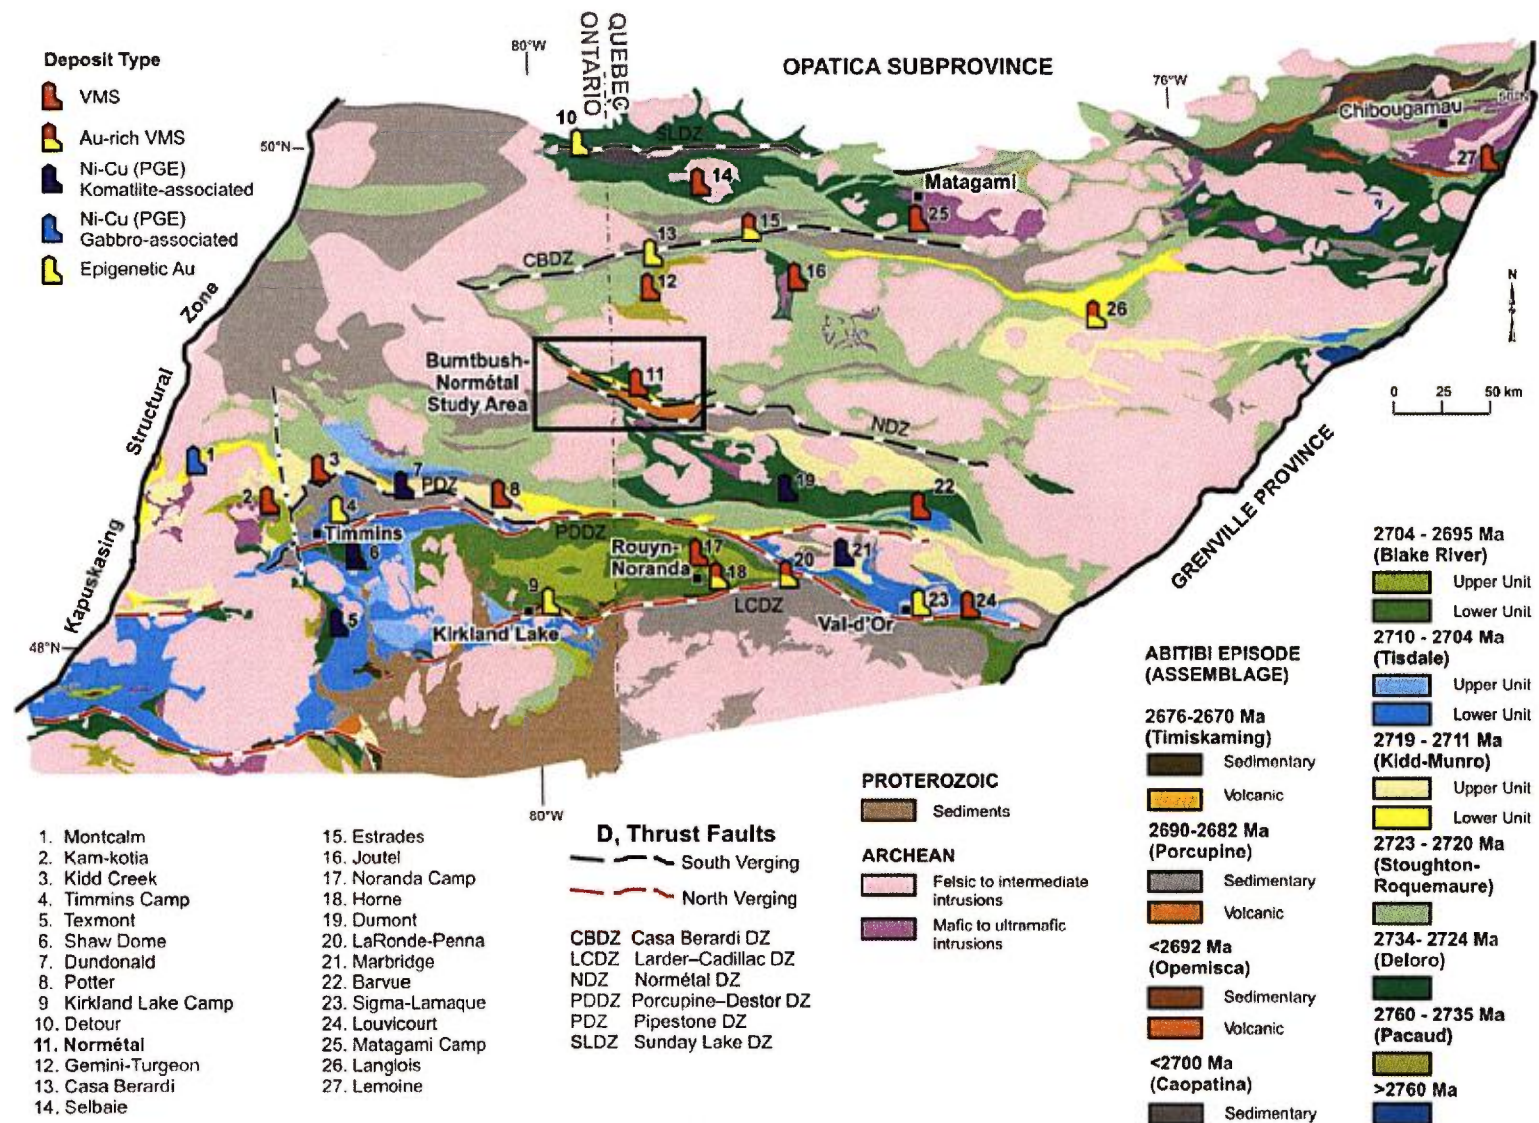 Deposit Type
VMS
Au-rich VMS
Ni-Cu (PGE)
Komatlite-associated
Ni-Cu (PGE)
Gabbro-associated
Epigenetic Au
80°W
ONTARIO
QUEBEC
OPATICA SUBPROVINCE
76°W
Chibougamau
50°N
10
SLDZ
50°N
14
Matagami
25
27
15
13
CBDZ
12
16
26
N
Kapuskasing Structural Zone
Burntbush-
Normétal
Study Area
11
NDZ
0 25 50 km
GRENVILLE PROVINCE
1
2
3
4
7
PDZ
8
19
22
Timmins
6
PDDZ
Rouyn-
Noranda
17
18
20
21
9
LCDZ
5
Kirkland Lake
Val-d'Or
23
24
48°N
80°W
1. Montcalm
2. Kam-kotia
3. Kidd Creek
4. Timmins Camp
5. Texmont
6. Shaw Dome
7. Dundonald
8. Potter
9 Kirkland Lake Camp
10. Detour
11. Normétal
12. Gemini-Turgeon
13. Casa Berardi
14. Selbaie
15. Estrades
16. Joutel
17. Noranda Camp
18. Horne
19. Dumont
20. LaRonde-Penna
21. Marbridge
22. Barvue
23. Sigma-Lamaque
24. Louvicourt
25. Matagami Camp
26. Langlois
27. Lemoine
D, Thrust Faults
South Verging
North Verging
CBDZ Casa Berardi DZ
LCDZ Larder–Cadillac DZ
NDZ Normétal DZ
PDDZ Porcupine–Destor DZ
PDZ Pipestone DZ
SLDZ Sunday Lake DZ
PROTEROZOIC
Sediments
ARCHEAN
Felsic to intermediate
intrusions
Mafic to ultramafic
intrusions
ABITIBI EPISODE
(ASSEMBLAGE)
2676-2670 Ma
(Timiskaming)
Sedimentary
Volcanic
2690-2682 Ma
(Porcupine)
Sedimentary
Volcanic
<2692 Ma
(Opemisca)
Sedimentary
Volcanic
<2700 Ma
(Caopatina)
Sedimentary
2704 - 2695 Ma
(Blake River)
Upper Unit
Lower Unit
2710 - 2704 Ma
(Tisdale)
Upper Unit
Lower Unit
2719 - 2711 Ma
(Kidd-Munro)
Upper Unit
Lower Unit
2723 - 2720 Ma
(Stoughton-
Roquemaure)
2734- 2724 Ma
(Deloro)
2760 - 2735 Ma
(Pacaud)
>2760 Ma